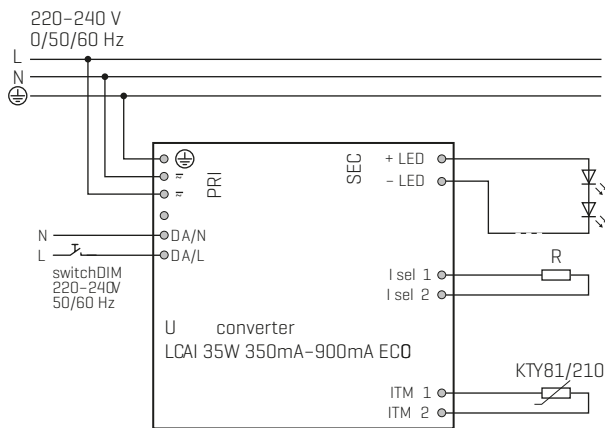 220–240 V
0/50/60 Hz
L
N
PRI
SEC
+ LED
– LED
N
DA/N
L
DA/L
switchDIM
220–240V
50/60 Hz
I sel 1
I sel 2
R
U converter
LCAI 35W 350mA–900mA ECO
KTY81/210
ITM 1
ITM 2